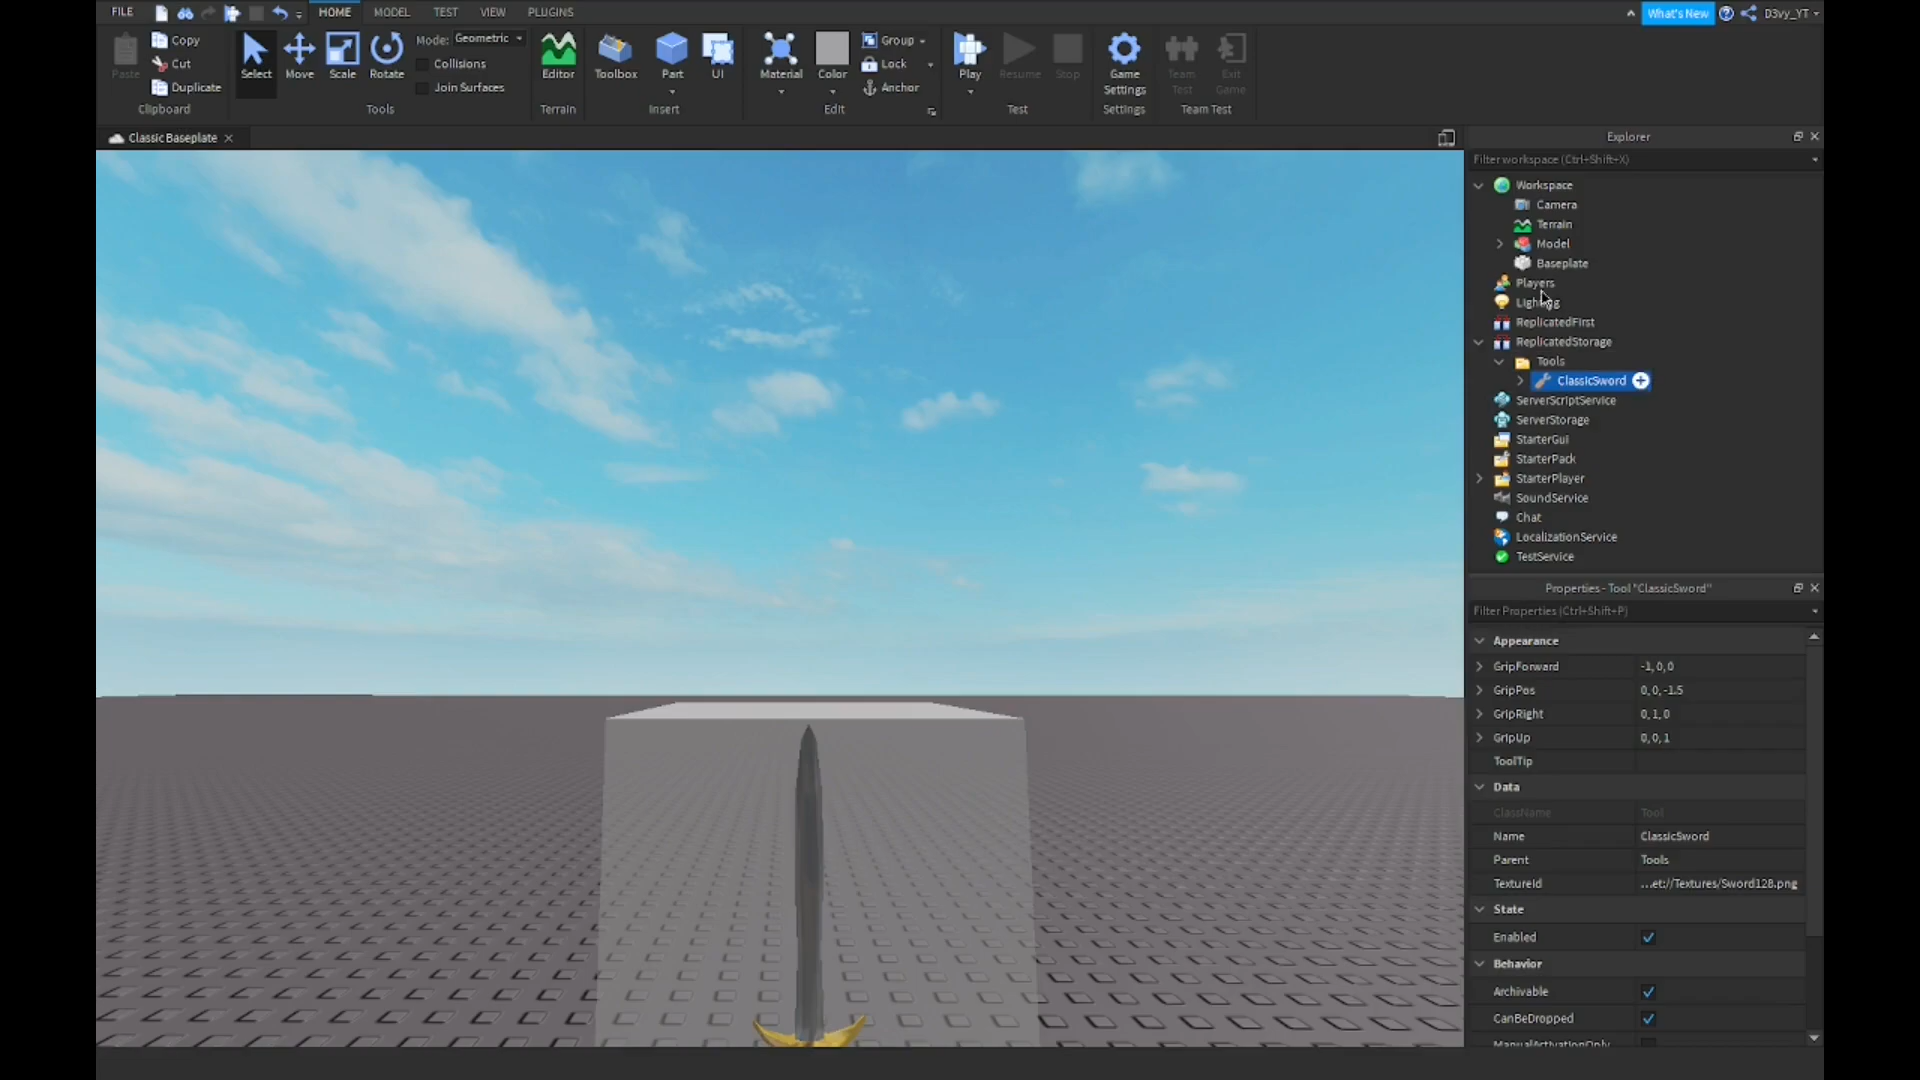 FILE
HOME
MODEL
TEST
VIEW
PLUGINS
What's New
D3vy_YT
Paste
Copy
Cut
Duplicate
Clipboard
Select
Move
Scale
Rotate
Mode: Geometric
Collisions
Join Surfaces
Tools
Editor
Terrain
Toolbox
Part
UI
Insert
Material
Color
Group
Lock
Anchor
Edit
Play
Resume
Stop
Test
Game
Settings
Settings
Team
Test
Exit
Game
Team Test
Classic Baseplate
Explorer
Filter workspace (Ctrl+Shift+X)
Workspace
Camera
Terrain
Model
Baseplate
Players
Lighting
ReplicatedFirst
ReplicatedStorage
Tools
ClassicSword
ServerScriptService
ServerStorage
StarterGui
StarterPack
StarterPlayer
SoundService
Chat
LocalizationService
TestService
Properties - Tool "ClassicSword"
Filter Properties (Ctrl+Shift+P)
Appearance
GripForward -1, 0, 0
GripPos 0, 0, -1.5
GripRight 0, 1, 0
GripUp 0, 0, 1
ToolTip
Data
ClassName Tool
Name ClassicSword
Parent Tools
TextureId ...et://Textures/Sword128.png
State
Enabled
Behavior
Archivable
CanBeDropped
ManualActivationOnly